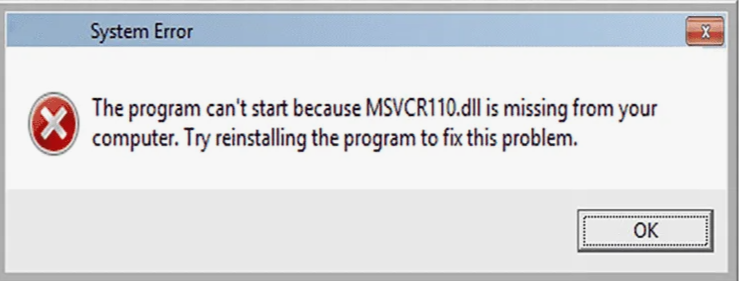 System Error
The program can't start because MSVCR110.dll is missing from your
computer. Try reinstalling the program to fix this problem.
OK